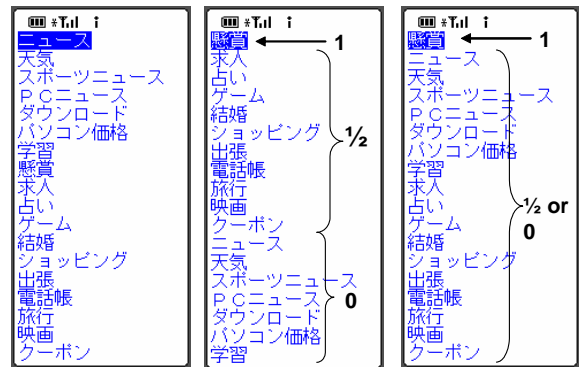 i
ニュース
天気
スポーツニュース
PCニュース
ダウンロード
パソコン価格
学習
懸賞
求人
占い
ゲーム
結婚
ショッピング
出張
電話帳
旅行
映画
クーポン
i
懸賞
1
求人
占い
ゲーム
結婚
ショッピング
½
出張
電話帳
旅行
映画
クーポン
ニュース
天気
スポーツニュース
PCニュース
0
ダウンロード
パソコン価格
学習
i
懸賞
1
ニュース
天気
スポーツニュース
PCニュース
ダウンロード
パソコン価格
学習
懸賞
求人
占い
½ or
ゲーム
0
結婚
ショッピング
出張
電話帳
旅行
映画
クーポン